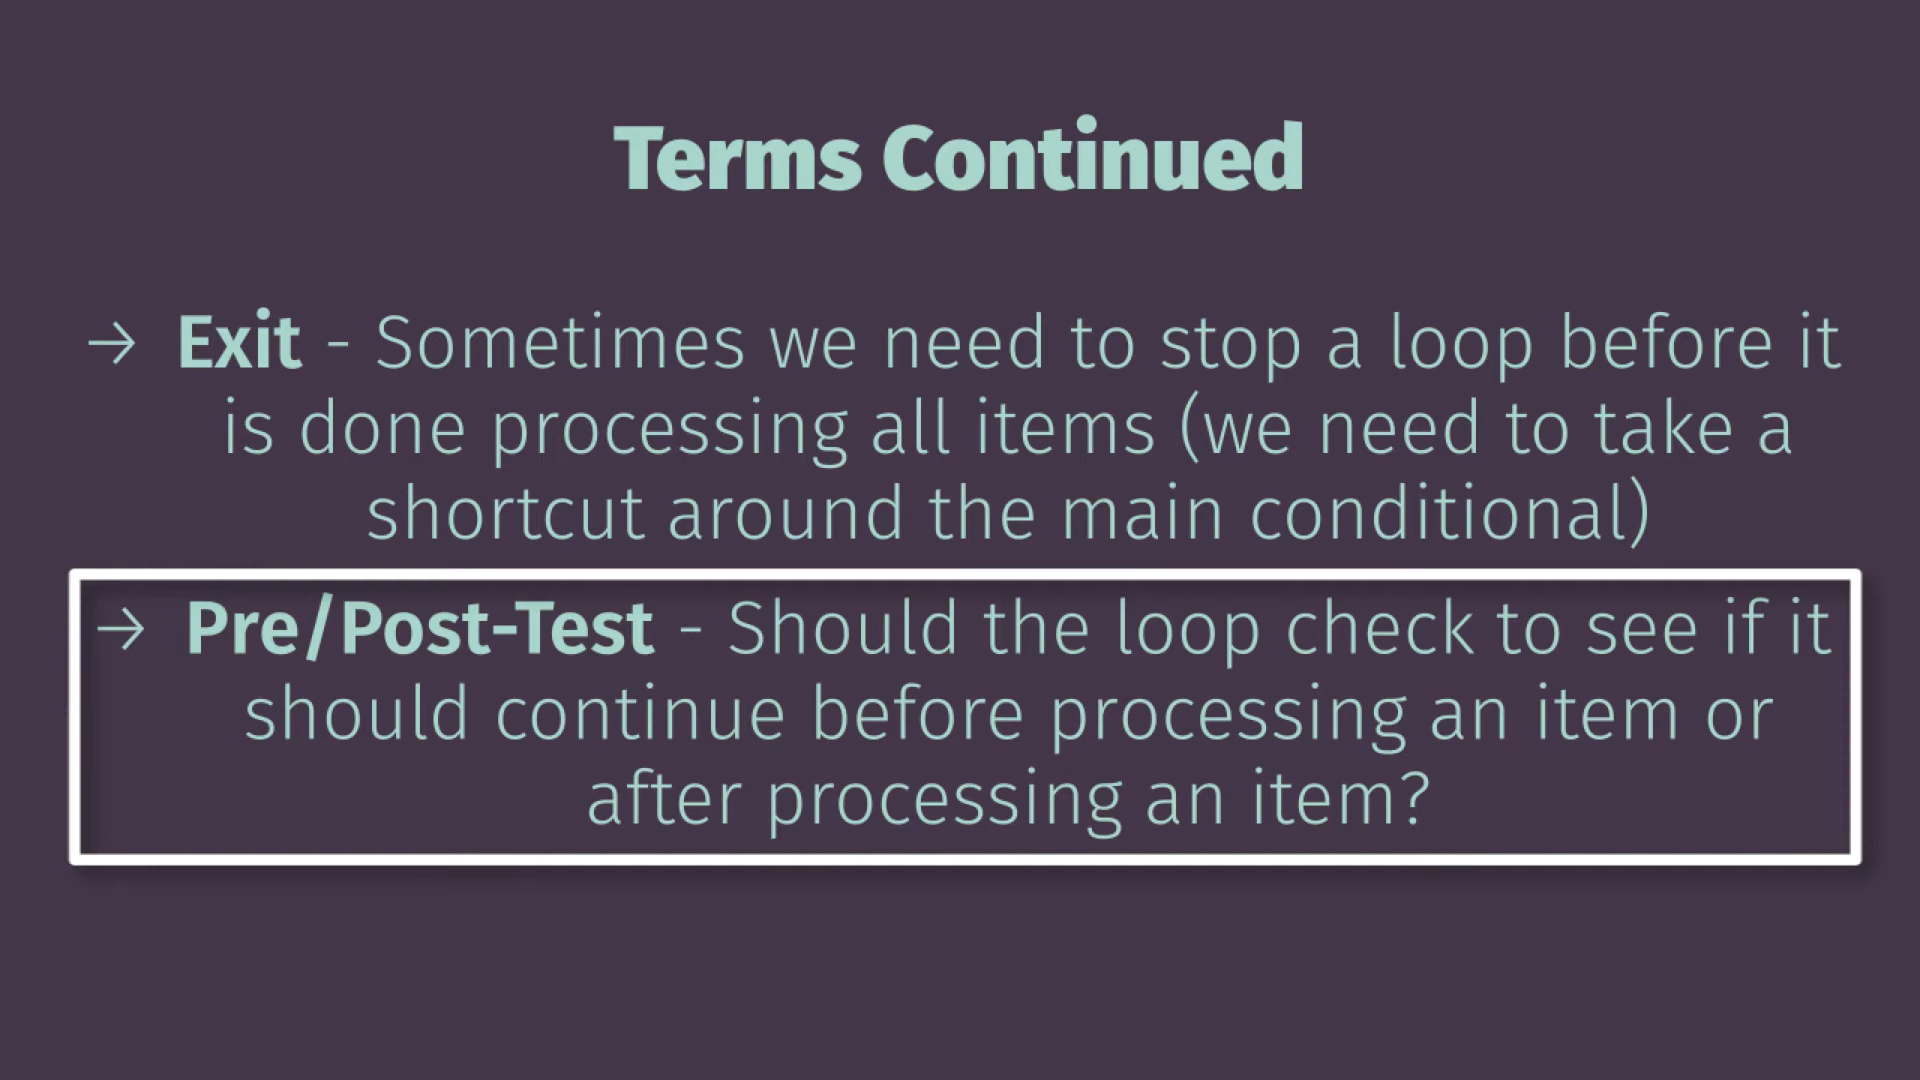 Terms Continued
→ Exit - Sometimes we need to stop a loop before it
is done processing all items (we need to take a
shortcut around the main conditional)
→ Pre/Post-Test - Should the loop check to see if it
should continue before processing an item or
after processing an item?